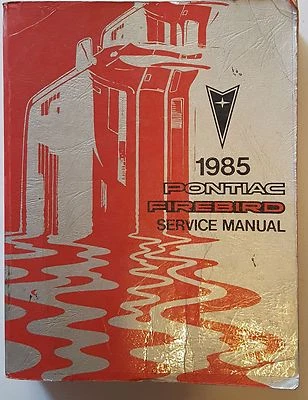 1985
PONTIAC
FIREBIRD
SERVICE MANUAL